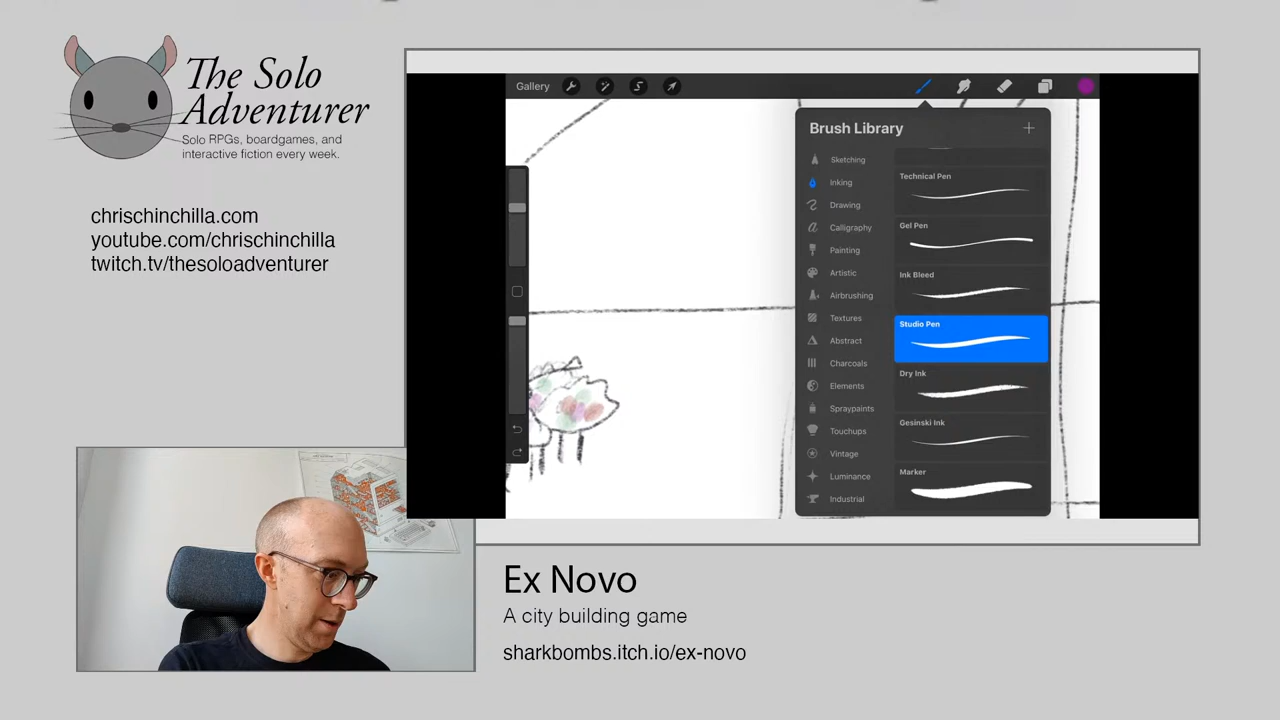 The Solo
Adventurer
Solo RPGs, boardgames, and
interactive fiction every week.
chrischinchilla.com
youtube.com/chrischinchilla
twitch.tv/thesoloadventurer
Gallery
Brush Library
Sketching
Inking
Drawing
Calligraphy
Painting
Artistic
Airbrushing
Textures
Abstract
Charcoals
Elements
Spraypaints
Touchups
Vintage
Luminance
Industrial
Technical Pen
Gel Pen
Ink Bleed
Studio Pen
Dry Ink
Gesinski Ink
Marker
Ex Novo
A city building game
sharkbombs.itch.io/ex-novo